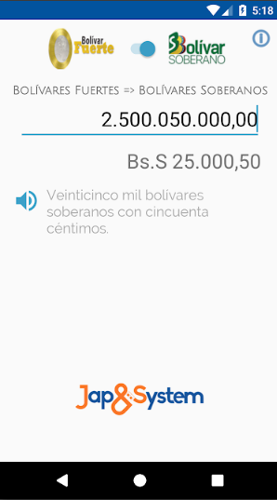 5:18
Bolívar
Fuerte
Bolívar
SOBERANO
Bolívares Fuertes => Bolívares Soberanos
2.500.050.000,00
Bs.S 25.000,50
Veinticinco mil bolivares
soberanos con cincuenta
céntimos.
Jap&System